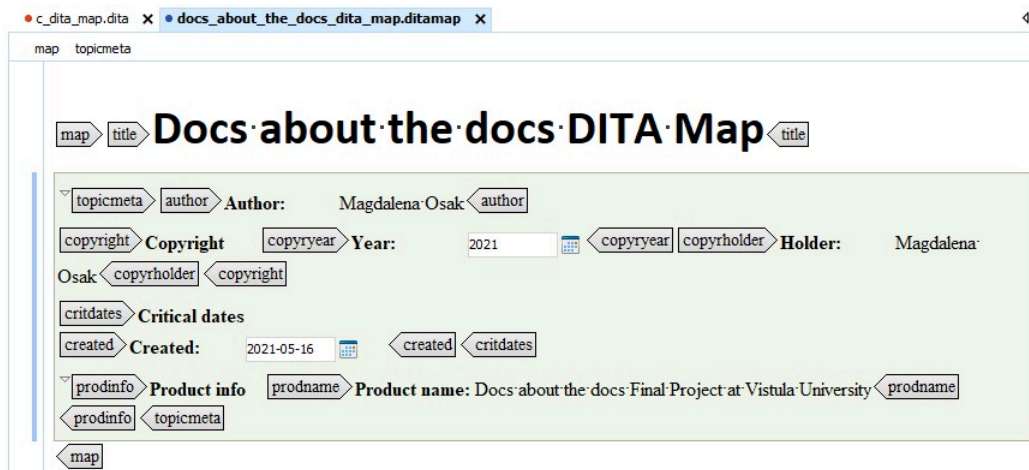 c_dita_map.dita docs_about_the_docs_dita_map.ditamap
map topicmeta
map title Docs about the docs DITA Map title
topicmeta author Author: Magdalena Osak author
copyright Copyright copyryear Year: 2021 copyryear copyrholder Holder: Magdalena
Osak copyrholder copyright
critdates Critical dates
created Created: 2021-05-16 created critdates
prodinfo Product info prodname Product name: Docs about the docs Final Project at Vistula University prodname
prodinfo topicmeta
map